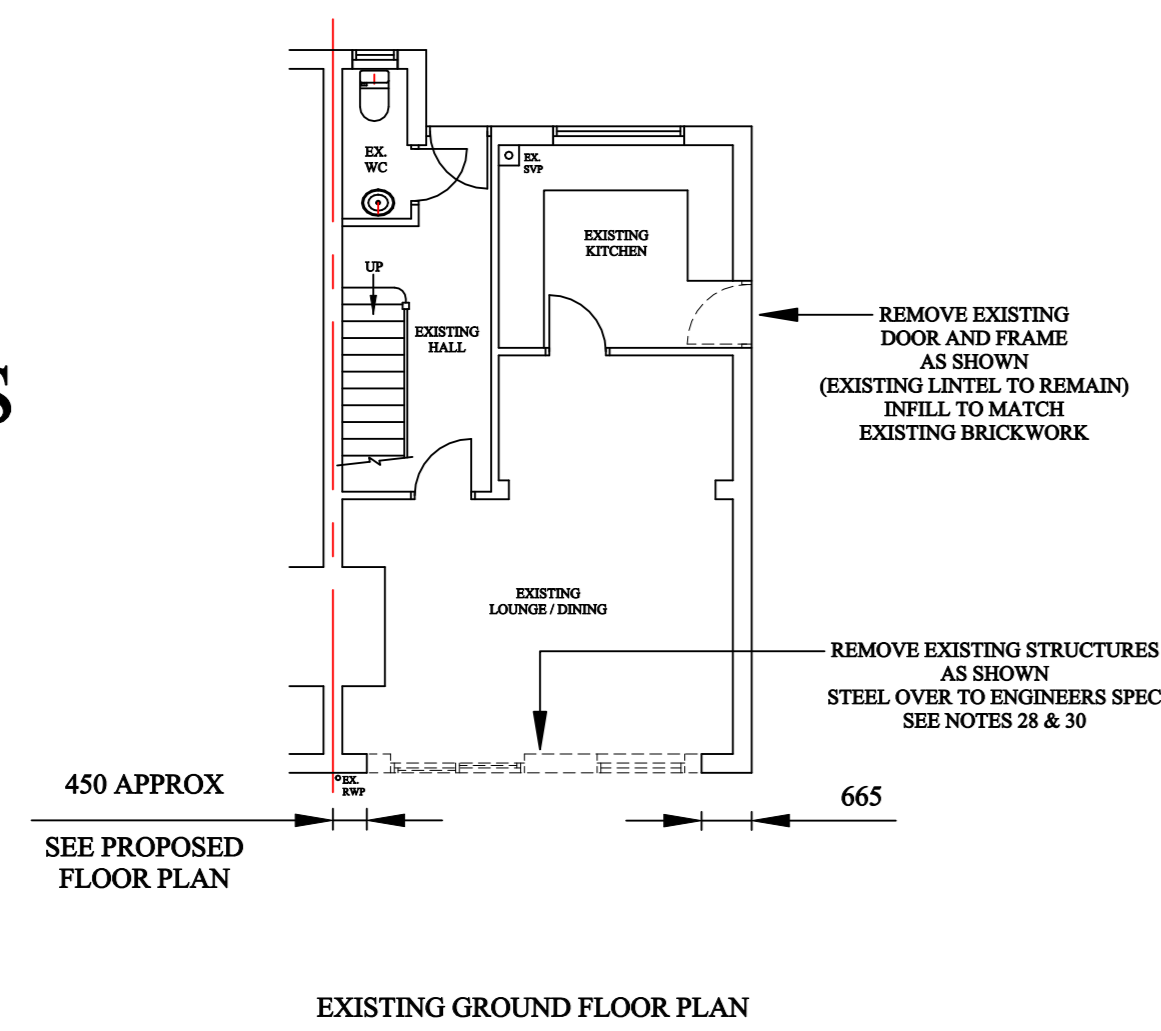 EX.
WC
EX.
SVP
EXISTING
KITCHEN
UP
EXISTING
HALL
REMOVE EXISTING
DOOR AND FRAME
AS SHOWN
(EXISTING LINTEL TO REMAIN)
INFILL TO MATCH
EXISTING BRICKWORK
S
EXISTING
LOUNGE / DINING
REMOVE EXISTING STRUCTURES
AS SHOWN
STEEL OVER TO ENGINEERS SPEC
SEE NOTES 28 & 30
EX.
RWP
450 APPROX
SEE PROPOSED
FLOOR PLAN
665
EXISTING GROUND FLOOR PLAN